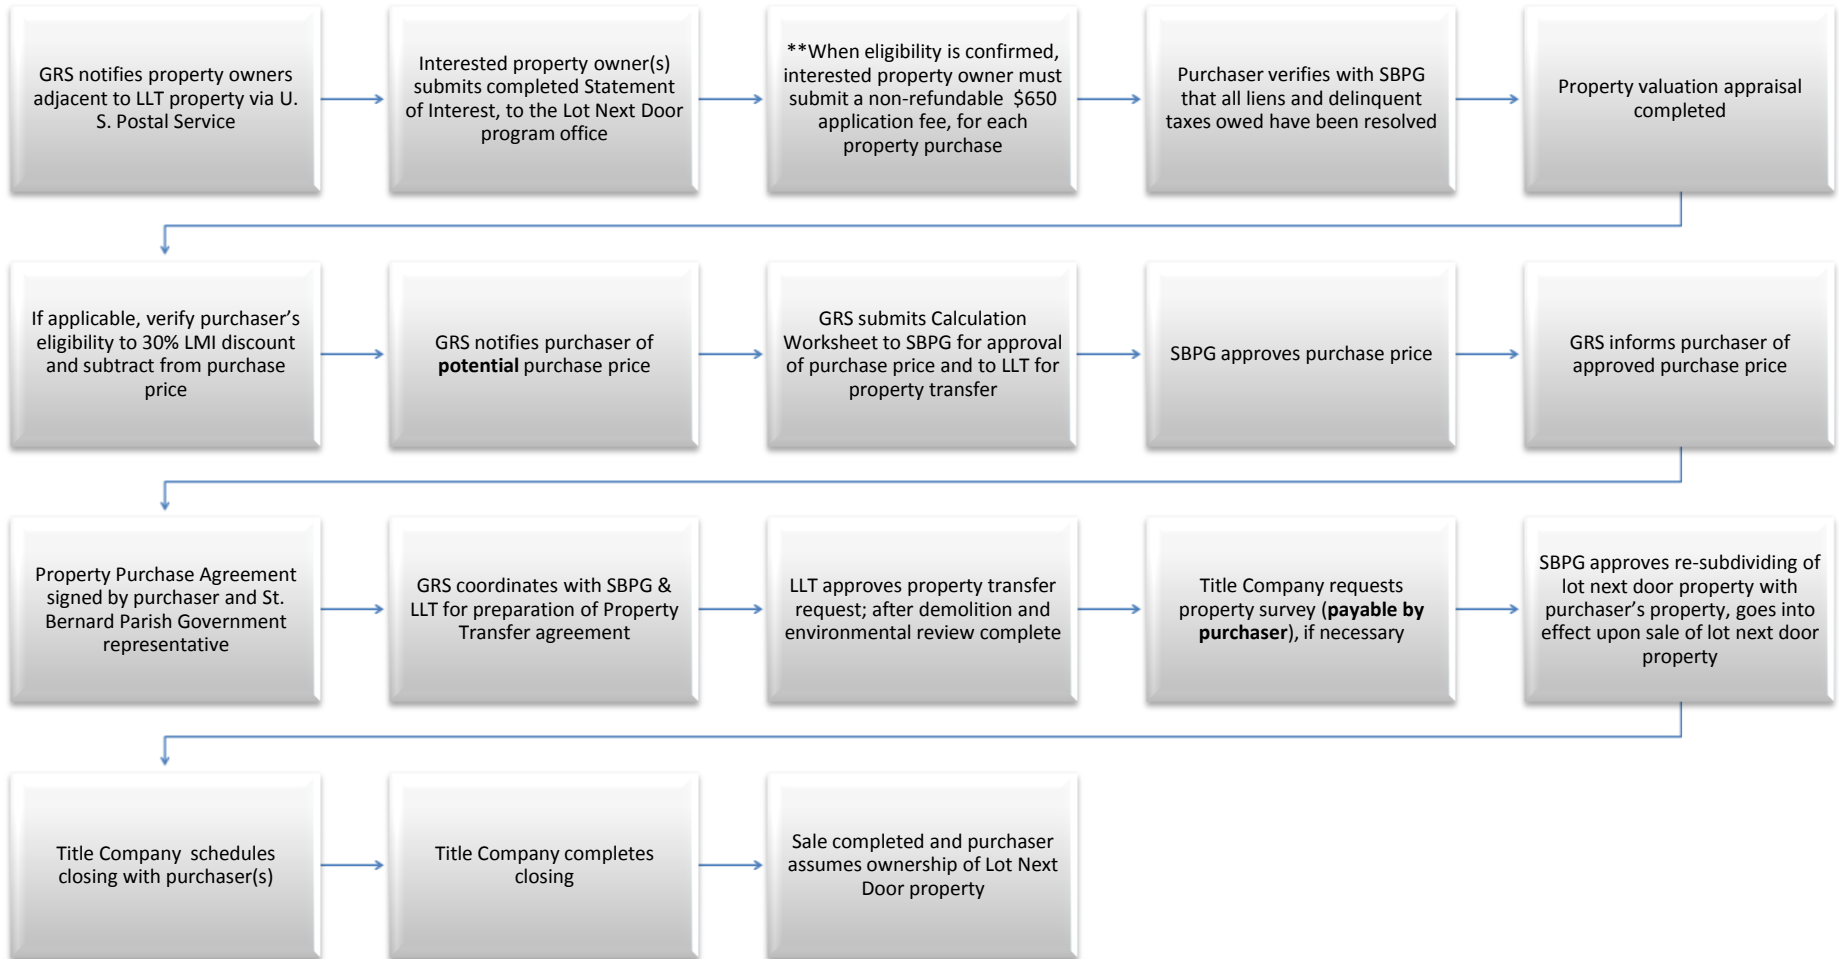 GRS notifies property owners
adjacent to LLT property via U.
S. Postal Service
Interested property owner(s)
submits completed Statement
of Interest, to the Lot Next Door
program office
**When eligibility is confirmed,
interested property owner must
submit a non-refundable $650
application fee, for each
property purchase
Purchaser verifies with SBPG
that all liens and delinquent
taxes owed have been resolved
Property valuation appraisal
completed
If applicable, verify purchaser’s
eligibility to 30% LMI discount
and subtract from purchase
price
GRS notifies purchaser of
potential purchase price
GRS submits Calculation
Worksheet to SBPG for approval
of purchase price and to LLT for
property transfer
SBPG approves purchase price
GRS informs purchaser of
approved purchase price
Property Purchase Agreement
signed by purchaser and St.
Bernard Parish Government
representative
GRS coordinates with SBPG &
LLT for preparation of Property
Transfer agreement
LLT approves property transfer
request; after demolition and
environmental review complete
Title Company requests
property survey (payable by
purchaser), if necessary
SBPG approves re-subdividing of
lot next door property with
purchaser’s property, goes into
effect upon sale of lot next door
property
Title Company schedules
closing with purchaser(s)
Title Company completes
closing
Sale completed and purchaser
assumes ownership of Lot Next
Door property